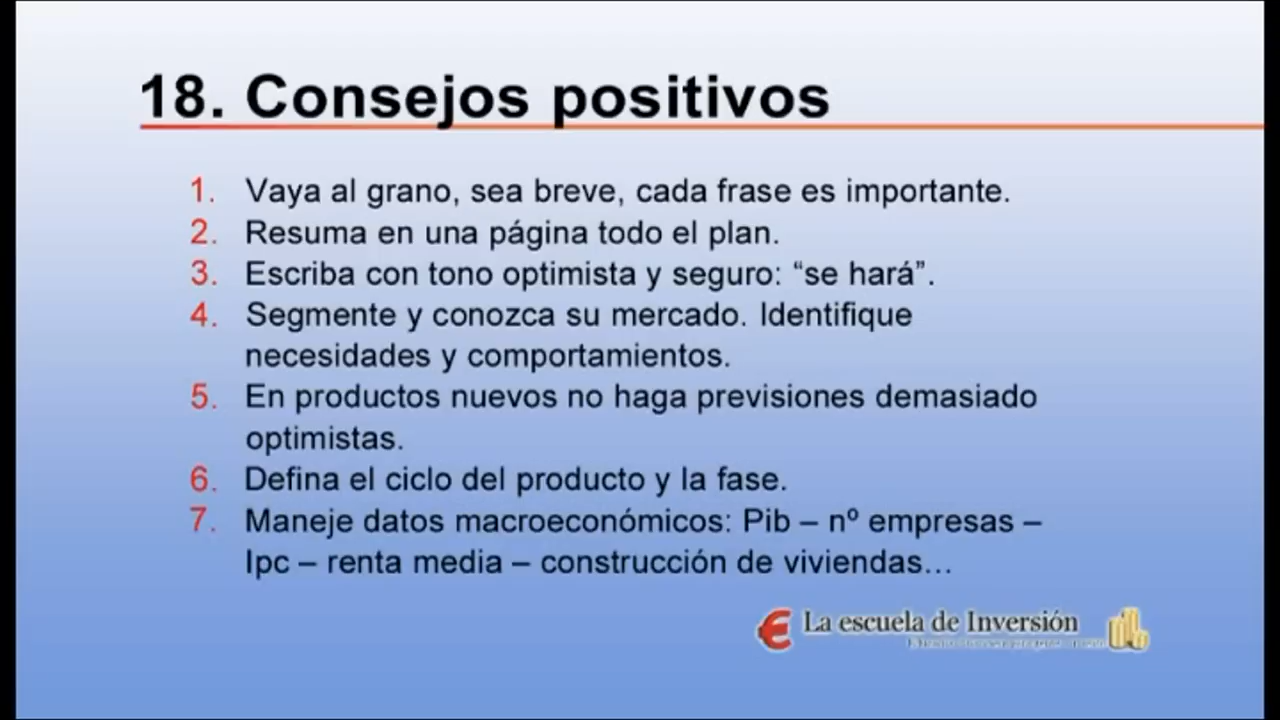 18. Consejos positivos
1. Vaya al grano, sea breve, cada frase es importante.
2. Resuma en una página todo el plan.
3. Escriba con tono optimista y seguro: “se hará”.
4. Segmente y conozca su mercado. Identifique
necesidades y comportamientos.
5. En productos nuevos no haga previsiones demasiado
optimistas.
6. Defina el ciclo del producto y la fase.
7. Maneje datos macroeconómicos: Pib – nº empresas –
Ipc – renta media – construcción de viviendas...
La escuela de Inversión